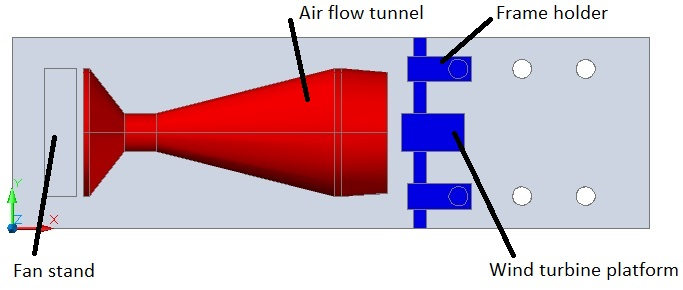 Air flow tunnel
Frame holder
Y
Z
X
Fan stand
Wind turbine platform